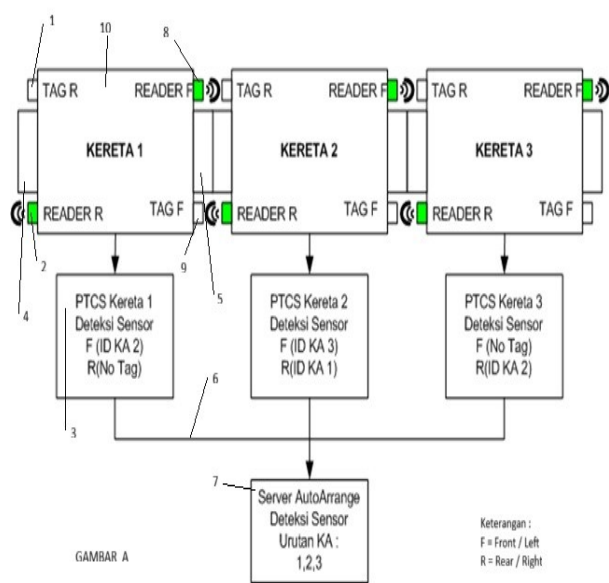 1
10
8
TAG R
READER F
TAG R
READER F
TAG R
READER F
KERETA 1
KERETA 2
KERETA 3
READER R
TAG F
READER R
TAG F
READER R
TAG F
2
4
9
5
PTCS Kereta 1
Deteksi Sensor
F (ID KA 2)
R(No Tag)
PTCS Kereta 2
Deteksi Sensor
F (ID KA 3)
R(ID KA 1)
PTCS Kereta 3
Deteksi Sensor
F (No Tag)
R(ID KA 2)
3
6
7
Server AutoArrange
Deteksi Sensor
Urutan KA :
1,2,3
GAMBAR A
Keterangan :
F = Front / Left
R = Rear / Right